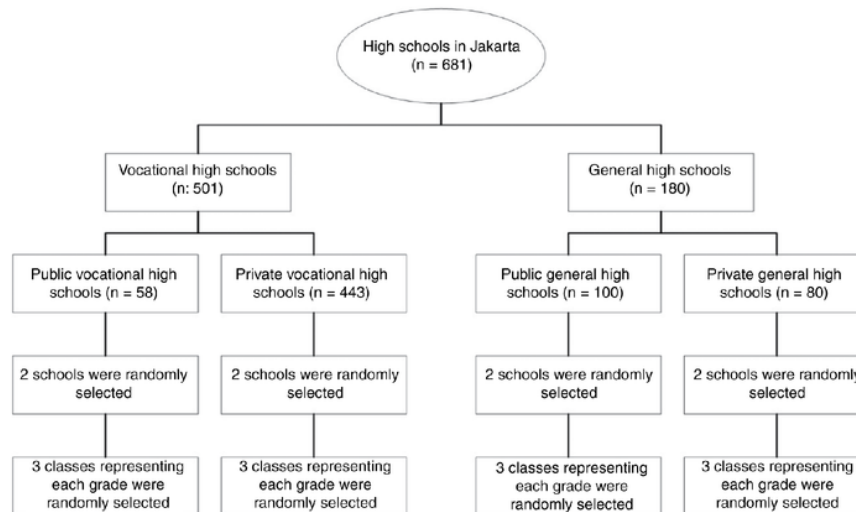 High schools in Jakarta
(n = 681)
Vocational high schools
(n: 501)
General high schools
(n = 180)
Public vocational high
schools (n = 58)
Private vocational high
schools (n = 443)
Public general high
schools (n = 100)
Private general high
schools (n = 80)
2 schools were randomly
selected
2 schools were randomly
selected
2 schools were randomly
selected
2 schools were randomly
selected
3 classes representing
each grade were
randomly selected
3 classes representing
each grade were
randomly selected
3 classes representing
each grade were
randomly selected
3 classes representing
each grade were
randomly selected